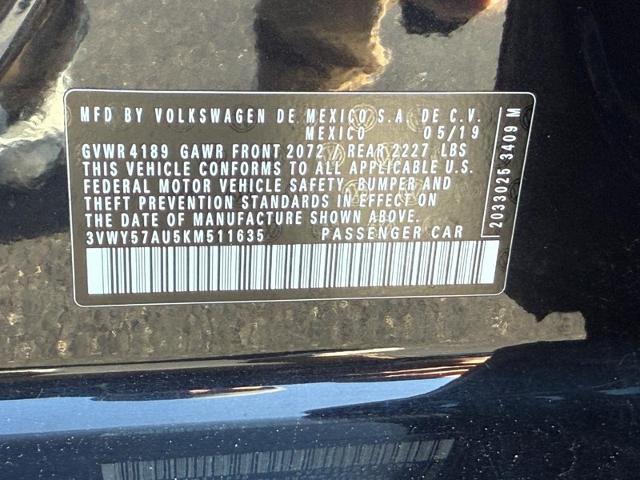 MFD BY VOLKSWAGEN DE MEXICO S.A. DE C.V.
MEXICO 05/19
GVWR 4189 GAWR FRONT 2072 / REAR 2227 LBS
THIS VEHICLE CONFORMS TO ALL APPLICABLE U.S.
FEDERAL MOTOR VEHICLE SAFETY, BUMPER AND
THEFT PREVENTION STANDARDS IN EFFECT ON
THE DATE OF MANUFACTURE SHOWN ABOVE.
3VWY57AU5KM511635 PASSENGER CAR
2033025 3409 M